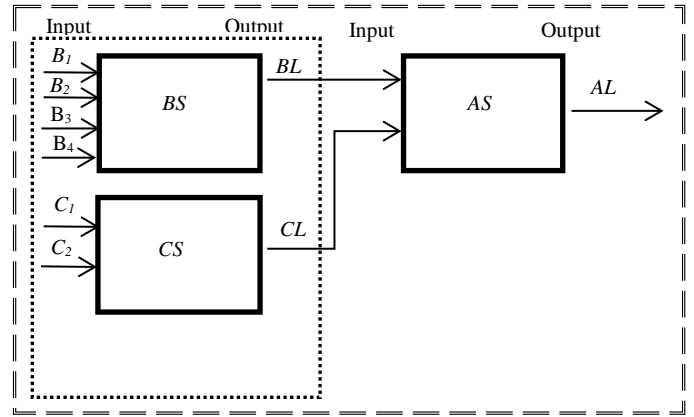 Input Output Input Output
B₁
B₂
B₃
B₄
BS
BL
AS
AL
C₁
C₂
CS
CL